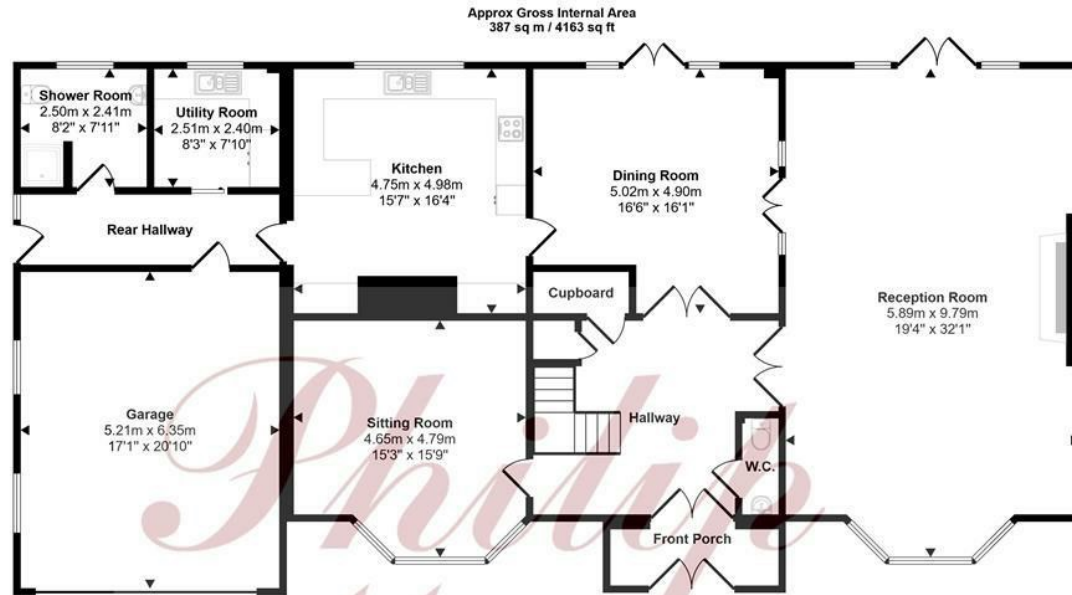 Approx Gross Internal Area
387 sq m / 4163 sq ft
Shower Room
2.50m x 2.41m
8'2" x 7'11"
Utility Room
2.51m x 2.40m
8'3" x 7'10"
Kitchen
4.75m x 4.98m
15'7" x 16'4"
Dining Room
5.02m x 4.90m
16'6" x 16'1"
Rear Hallway
Cupboard
Reception Room
5.89m x 9.79m
19'4" x 32'1"
Garage
5.21m x 6.35m
17'1" x 20'10"
Sitting Room
4.65m x 4.79m
15'3" x 15'9"
Hallway
W.C.
Front Porch
Philip